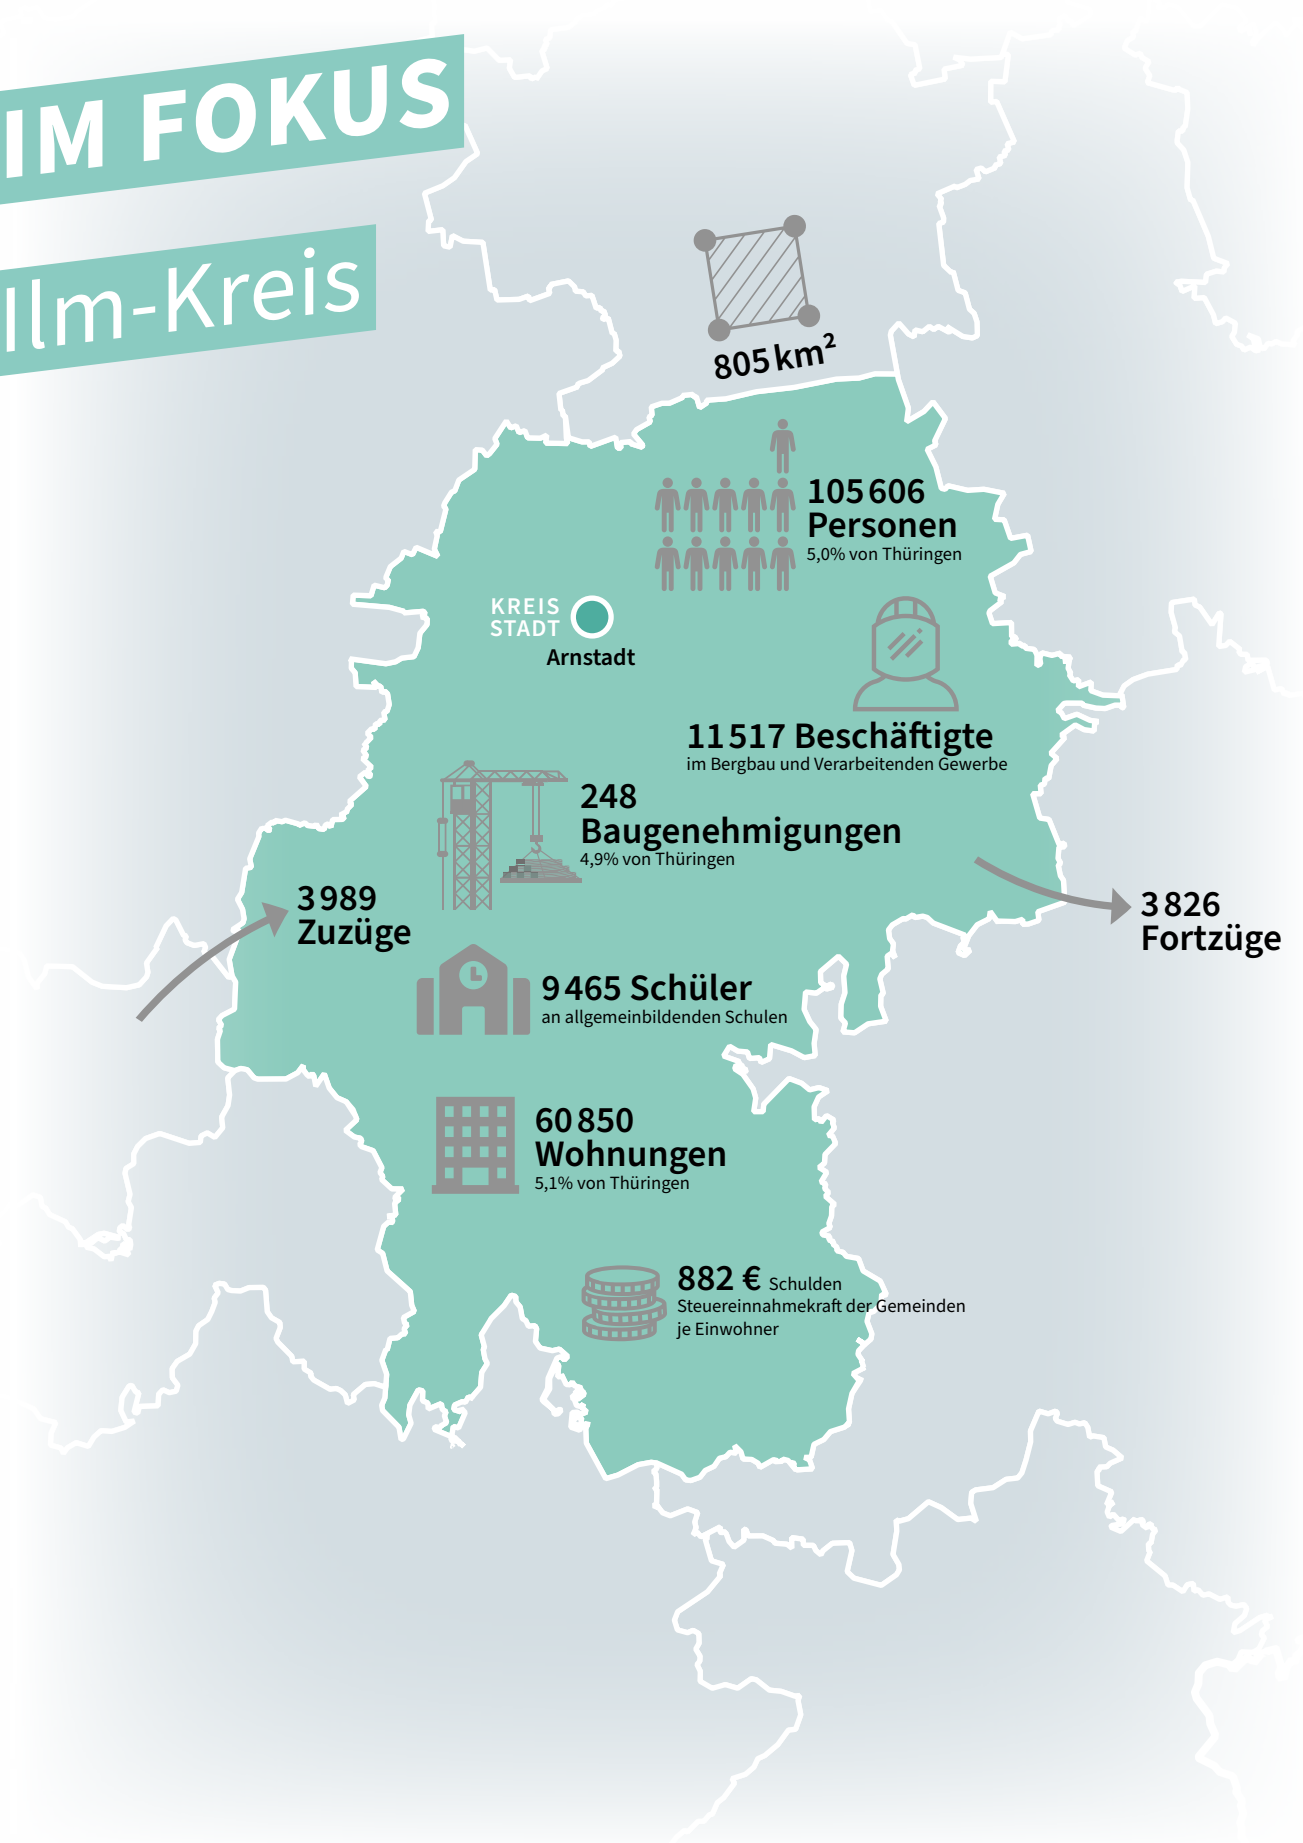 IM FOKUS
Ilm-Kreis
805 km²
105 606
Personen
5,0% von Thüringen
KREIS
STADT
Arnstadt
11 517 Beschäftigte
im Bergbau und Verarbeitenden Gewerbe
248
Baugenehmigungen
4,9% von Thüringen
3 989
Zuzüge
3 826
Fortzüge
9 465 Schüler
an allgemeinbildenden Schulen
60 850
Wohnungen
5,1% von Thüringen
882 € Schulden
Steuereinnahmekraft der Gemeinden
je Einwohner